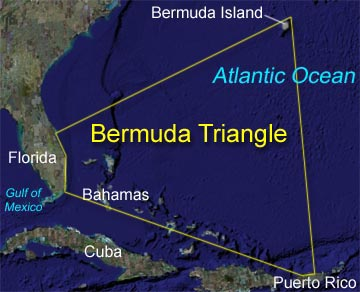 Bermuda Island
Atlantic Ocean
Bermuda Triangle
Florida
Gulf of
Mexico
Bahamas
Cuba
Puerto Rico